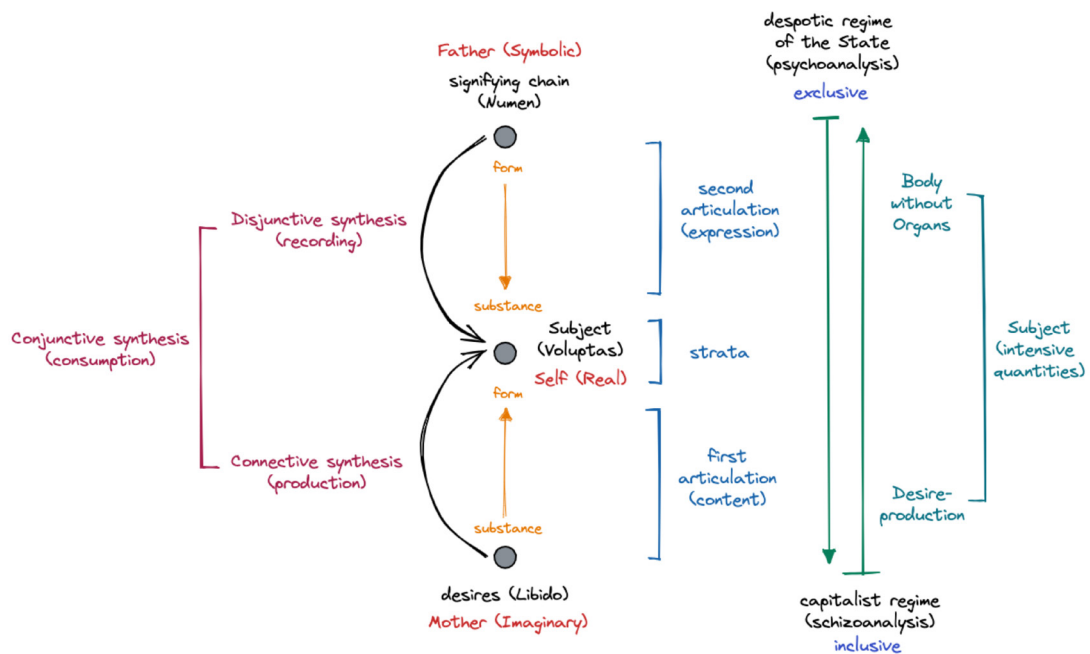 despotic regime
of the State
(psychoanalysis)
exclusive
Father (Symbolic)
signifying chain
(Numen)
form
second
articulation
(expression)
Body
without
Organs
Disjunctive synthesis
(recording)
substance
Subject
(Voluptas)
Self (Real)
strata
Subject
(intensive
quantities)
Conjunctive synthesis
(consumption)
form
first
articulation
(content)
Connective synthesis
(production)
Desire-
production
substance
desires (Libido)
Mother (Imaginary)
capitalist regime
(schizoanalysis)
inclusive